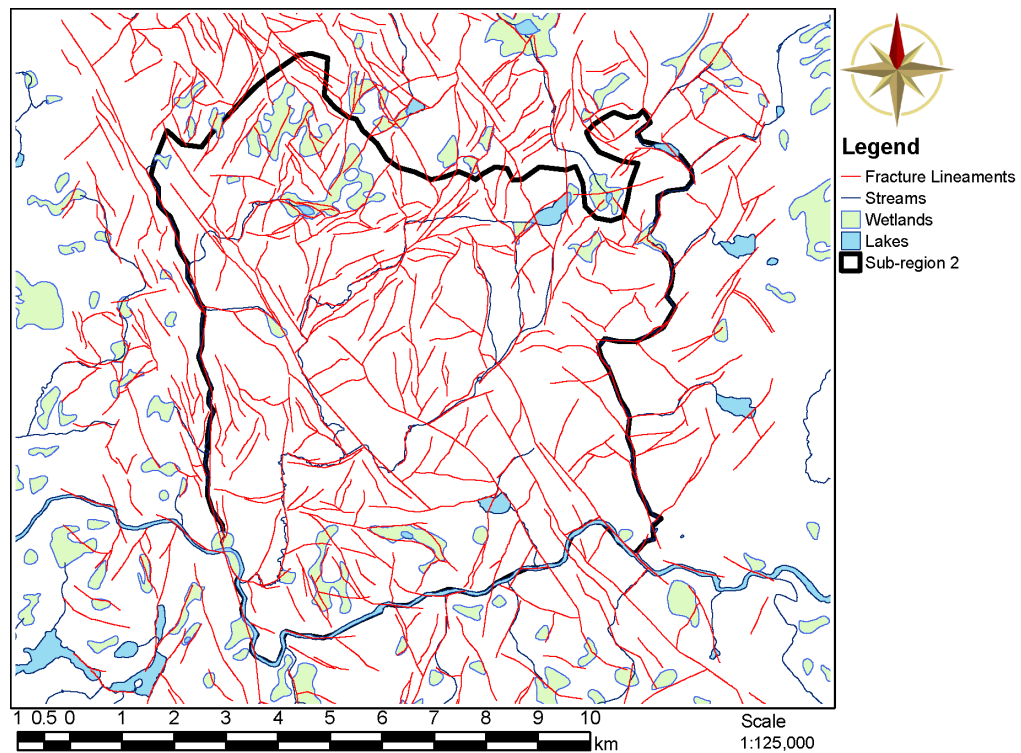 Legend
Fracture Lineaments
Streams
Wetlands
Lakes
Sub-region 2
1 0.5 0 1 2 3 4 5 6 7 8 9 10
km
Scale
1:125,000